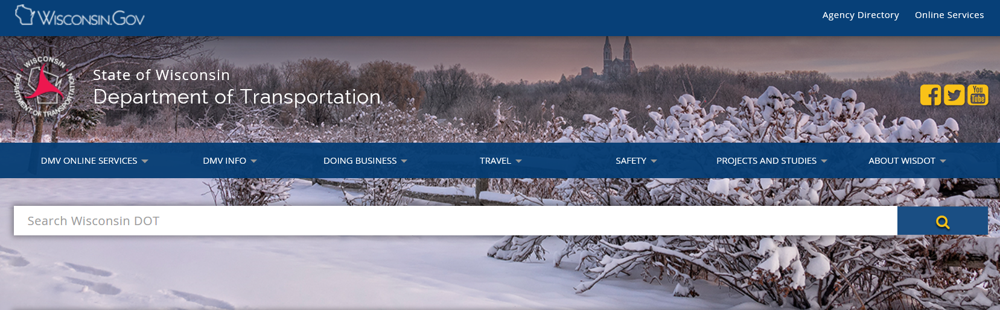 WISCONSIN.GOV
Agency Directory
Online Services
WISCONSIN
DEPARTMENT OF TRANSPORTATION
State of Wisconsin
Department of Transportation
You
Tube
DMV ONLINE SERVICES
DMV INFO
DOING BUSINESS
TRAVEL
SAFETY
PROJECTS AND STUDIES
ABOUT WISDOT
Search Wisconsin DOT